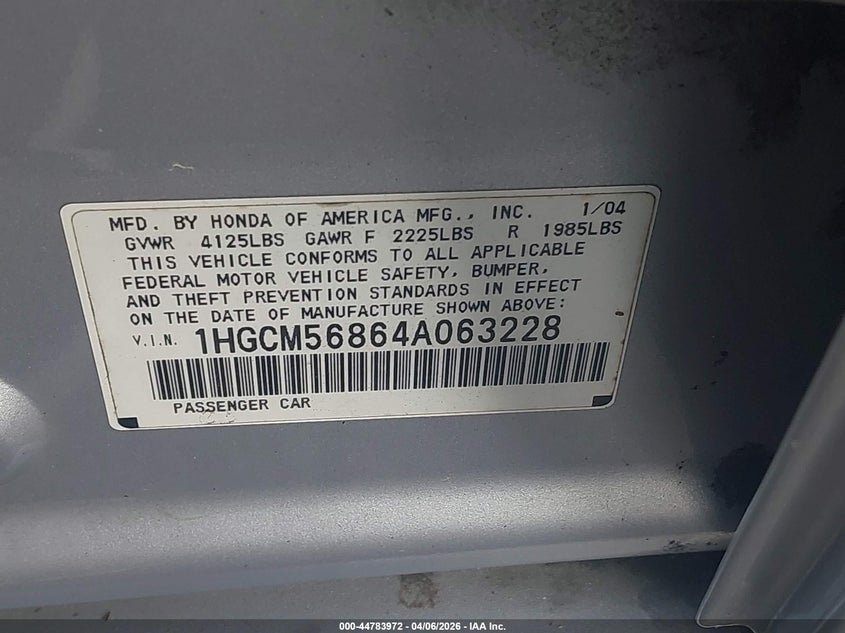 MFD. BY HONDA OF AMERICA MFG., INC. 1/04
GVWR 4125LBS GAWR F 2225LBS R 1985LBS
THIS VEHICLE CONFORMS TO ALL APPLICABLE
FEDERAL MOTOR VEHICLE SAFETY, BUMPER,
AND THEFT PREVENTION STANDARDS IN EFFECT
ON THE DATE OF MANUFACTURE SHOWN ABOVE:
V.I.N. 1HGCM56864A063228
PASSENGER CAR
000-44783972 - 04/06/2026 - IAA Inc.